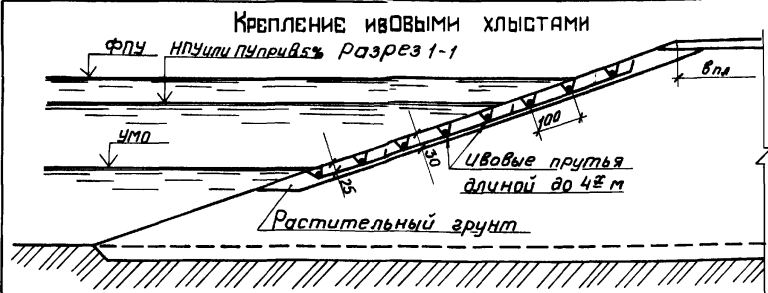 Крепление ивовыми хлыстами
ФПУ
НПУ или ПУ при Q 5% Разрез 1-1
впл
УМО
100
30
25
Ивовые прутья
длиной до 4х м
Растительный грунт